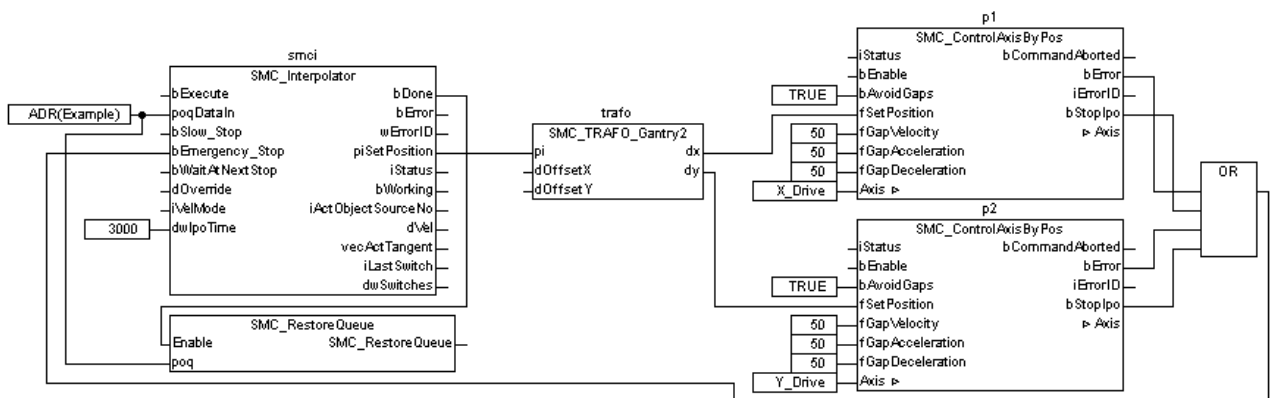 smci
SMC_Interpolator
bExecute bDone
ADR(Example) poqDataIn bError
bSlow_Stop wErrorID
bEmergency_Stop piSetPosition
bWaitAtNextStop iStatus
dOverride bWorking
iVelMode iActObjectSourceNo
3000 dwIpoTime dVel
vecActTangent
iLastSwitch
dwSwitches
SMC_RestoreQueue
Enable SMC_RestoreQueue
poq
trafo
SMC_TRAFO_Gantry2
pi dx
dOffsetX dy
dOffsetY
p1
SMC_ControlAxisByPos
iStatus bCommandAborted
bEnable bError
TRUE bAvoidGaps iErrorID
fSetPosition bStopIpo
50 fGapVelocity ▹ Axis
50 fGapAcceleration
50 fGapDeceleration
X_Drive Axis ▹
p2
SMC_ControlAxisByPos
iStatus bCommandAborted
bEnable bError
TRUE bAvoidGaps iErrorID
fSetPosition bStopIpo
50 fGapVelocity ▹ Axis
50 fGapAcceleration
50 fGapDeceleration
Y_Drive Axis ▹
OR